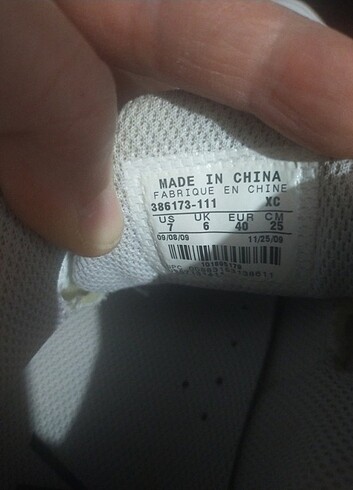 MADE IN CHINA
FABRIQUE EN CHINE
386173-111 XC
US UK EUR CM
7 6 40 25
09/08/09 11/25/09